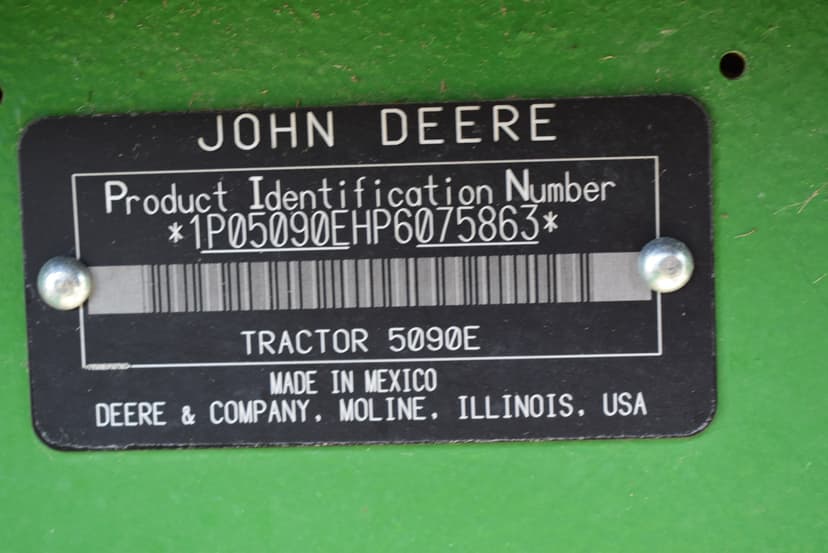 JOHN DEERE
Product Identification Number
*1P05090EHP6075863*
TRACTOR 5090E
MADE IN MEXICO
DEERE & COMPANY. MOLINE. ILLINOIS. USA